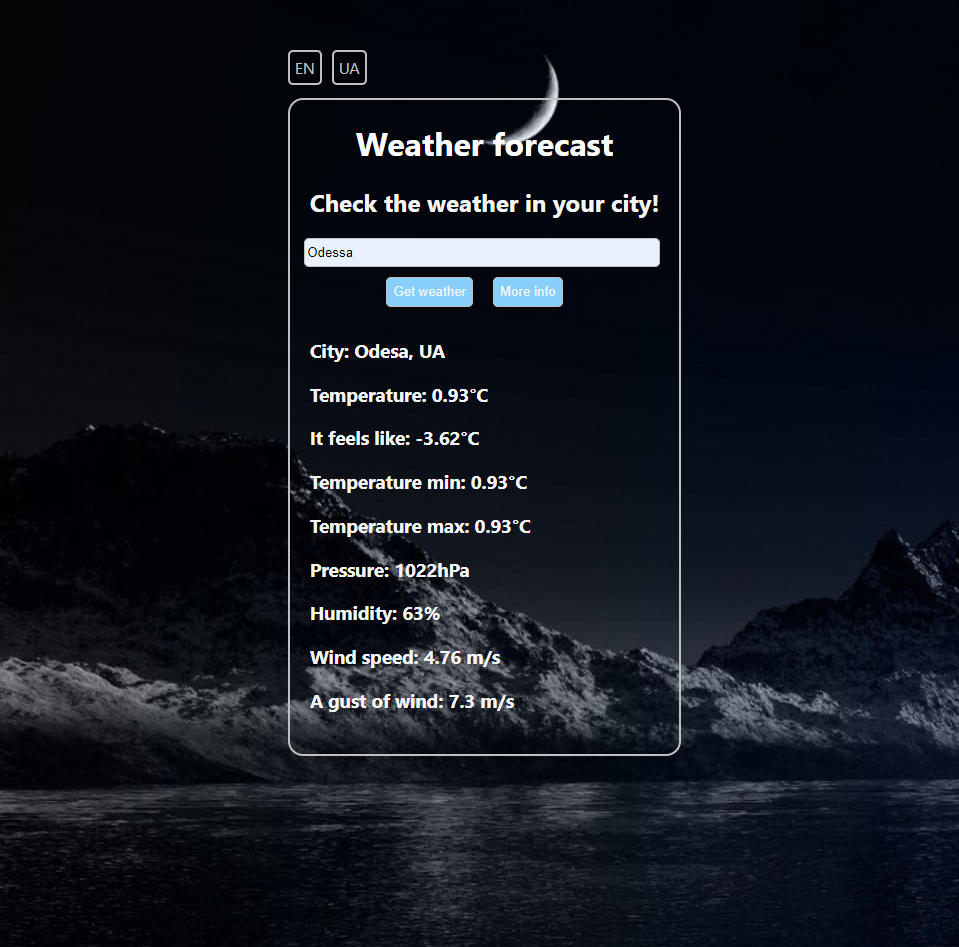 EN UA
Weather forecast
Check the weather in your city!
Odessa
Get weather More info
City: Odesa, UA
Temperature: 0.93°C
It feels like: -3.62°C
Temperature min: 0.93°C
Temperature max: 0.93°C
Pressure: 1022hPa
Humidity: 63%
Wind speed: 4.76 m/s
A gust of wind: 7.3 m/s